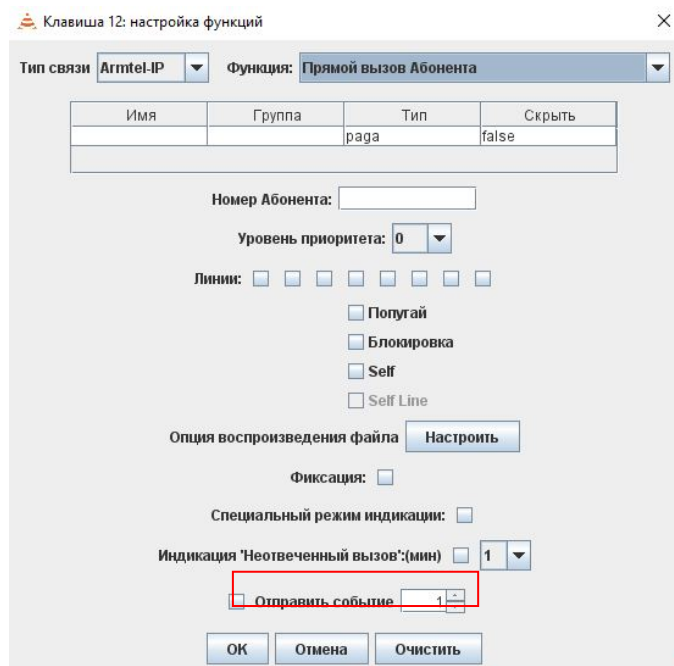 Клавиша 12: настройка функций
Тип связи Armtel-IP Функция: Прямой вызов Абонента
Имя Группа Тип Скрыть
paga false
Номер Абонента:
Уровень приоритета: 0
Линии:
Попугай
Блокировка
Self
Self Line
Опция воспроизведения файла Настроить
Фиксация:
Специальный режим индикации:
Индикация 'Неотвеченный вызов':(мин) 1
Отправить событие 1
OK Отмена Очистить